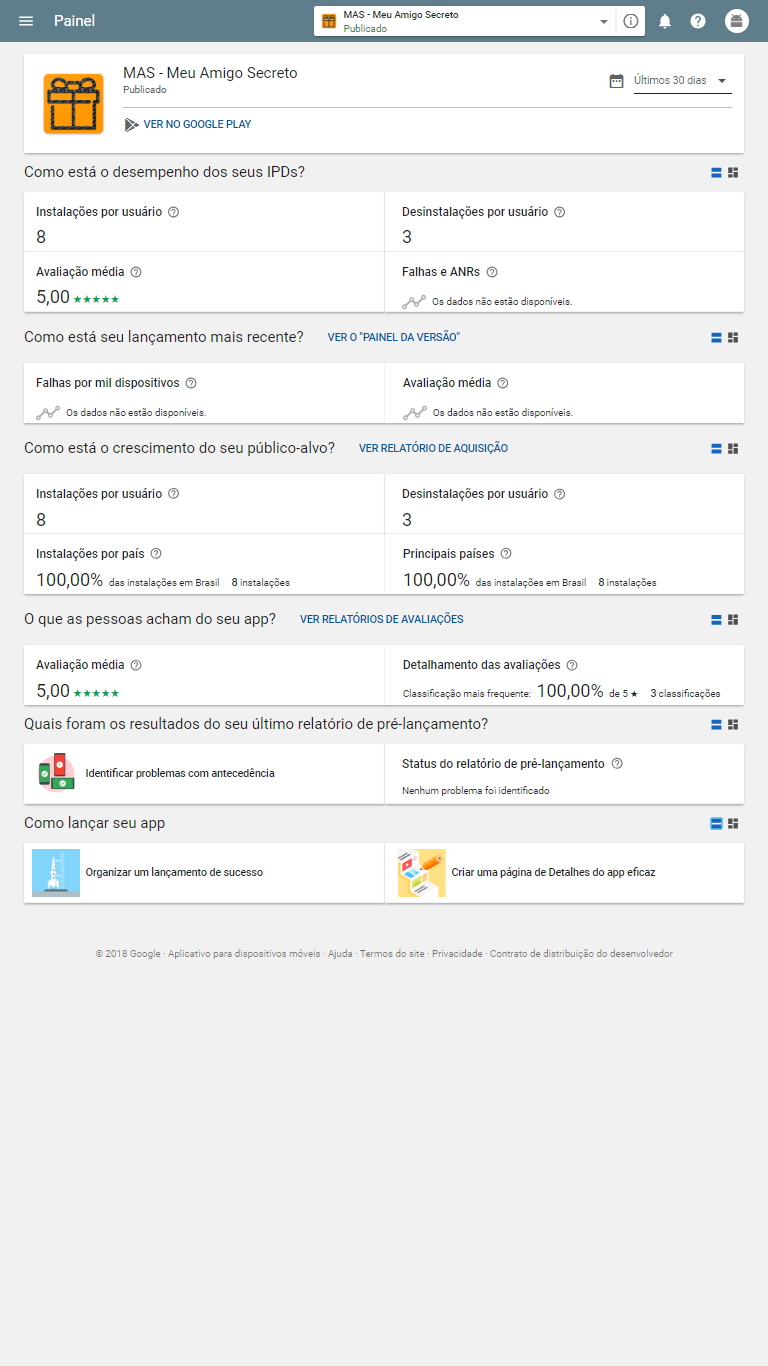 Painel
MAS - Meu Amigo Secreto
Publicado
MAS - Meu Amigo Secreto
Publicado
Últimos 30 dias
VER NO GOOGLE PLAY
Como está o desempenho dos seus IPDs?
Instalações por usuário
Desinstalações por usuário
8
3
Avaliação média
Falhas e ANRs
5,00 ★★★★★
Os dados não estão disponíveis.
Como está seu lançamento mais recente? VER O "PAINEL DA VERSÃO"
Falhas por mil dispositivos
Avaliação média
Os dados não estão disponíveis.
Os dados não estão disponíveis.
Como está o crescimento do seu público-alvo? VER RELATÓRIO DE AQUISIÇÃO
Instalações por usuário
Desinstalações por usuário
8
3
Instalações por país
Principais países
100,00% das instalações em Brasil 8 instalações
100,00% das instalações em Brasil 8 instalações
O que as pessoas acham do seu app? VER RELATÓRIOS DE AVALIAÇÕES
Avaliação média
Detalhamento das avaliações
5,00 ★★★★★
Classificação mais frequente: 100,00% de 5 ★ 3 classificações
Quais foram os resultados do seu último relatório de pré-lançamento?
Identificar problemas com antecedência
Status do relatório de pré-lançamento
Nenhum problema foi identificado
Como lançar seu app
Organizar um lançamento de sucesso
Criar uma página de Detalhes do app eficaz
© 2018 Google · Aplicativo para dispositivos móveis · Ajuda · Termos do site · Privacidade · Contrato de distribuição do desenvolvedor